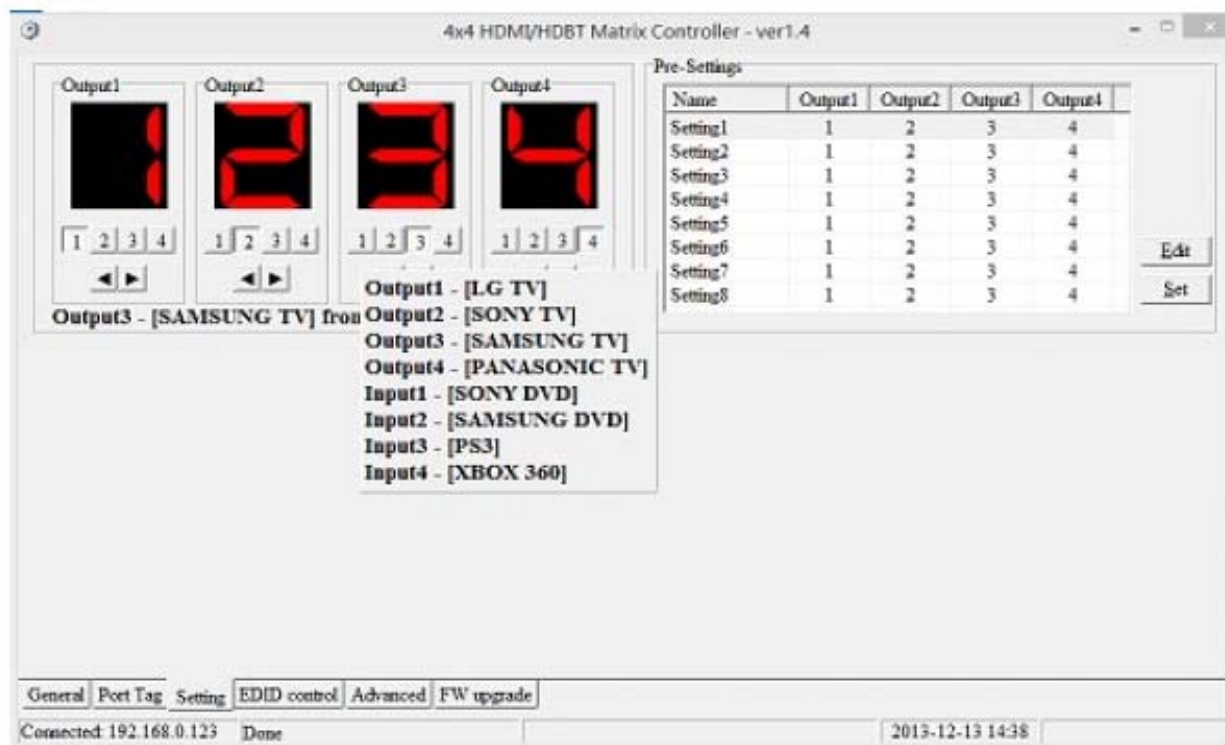 4x4 HDMI/HDBT Matrix Controller - ver1.4
Output1 Output2 Output3 Output4
1 2 3 4
1 2 3 4 1 2 3 4 1 2 3 4 1 2 3 4
Output3 - [SAMSUNG TV] from
Output1 - [LG TV]
Output2 - [SONY TV]
Output3 - [SAMSUNG TV]
Output4 - [PANASONIC TV]
Input1 - [SONY DVD]
Input2 - [SAMSUNG DVD]
Input3 - [PS3]
Input4 - [XBOX 360]
Pre-Settings
Name Output1 Output2 Output3 Output4
Setting1 1 2 3 4
Setting2 1 2 3 4
Setting3 1 2 3 4
Setting4 1 2 3 4
Setting5 1 2 3 4
Setting6 1 2 3 4
Setting7 1 2 3 4
Setting8 1 2 3 4
Edit
Set
General Port Tag Setting EDID control Advanced FW upgrade
Connected: 192.168.0.123 Done 2013-12-13 14:38